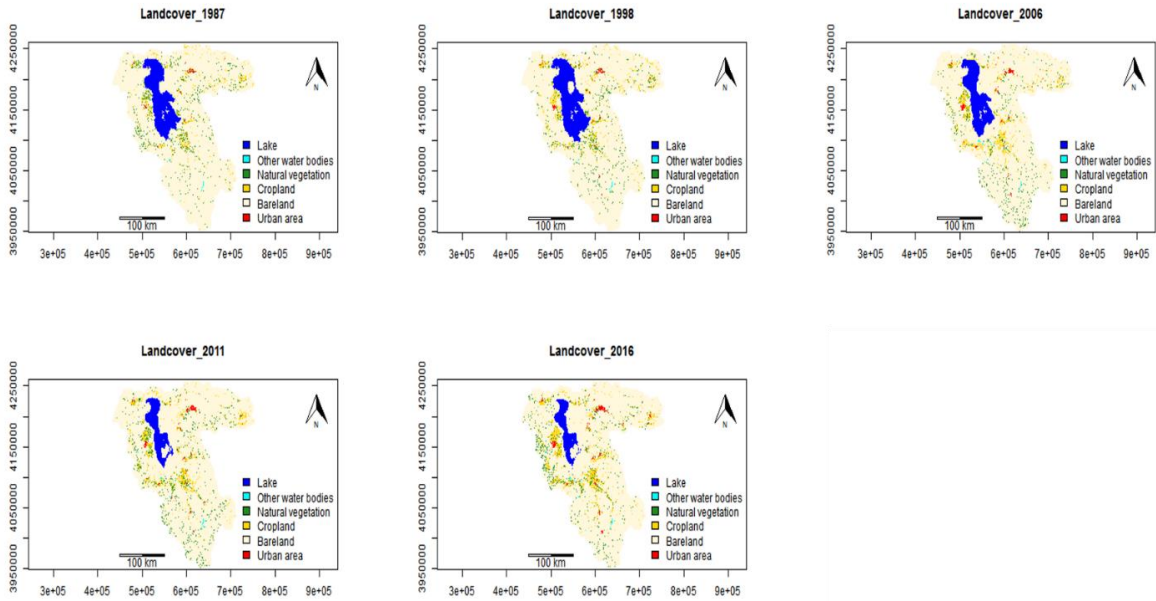 Landcover_1987
3950000 4050000 4150000 4250000
N
Lake
Other water bodies
Natural vegetation
Cropland
Bareland
Urban area
100 km
3e+05 4e+05 5e+05 6e+05 7e+05 8e+05 9e+05
Landcover_1998
3950000 4050000 4150000 4250000
N
Lake
Other water bodies
Natural vegetation
Cropland
Bareland
Urban area
100 km
3e+05 4e+05 5e+05 6e+05 7e+05 8e+05 9e+05
Landcover_2006
3950000 4050000 4150000 4250000
N
Lake
Other water bodies
Natural vegetation
Cropland
Bareland
Urban area
100 km
3e+05 4e+05 5e+05 6e+05 7e+05 8e+05 9e+05
Landcover_2011
3950000 4050000 4150000 4250000
N
Lake
Other water bodies
Natural vegetation
Cropland
Bareland
Urban area
100 km
3e+05 4e+05 5e+05 6e+05 7e+05 8e+05 9e+05
Landcover_2016
3950000 4050000 4150000 4250000
N
Lake
Other water bodies
Natural vegetation
Cropland
Bareland
Urban area
100 km
3e+05 4e+05 5e+05 6e+05 7e+05 8e+05 9e+05